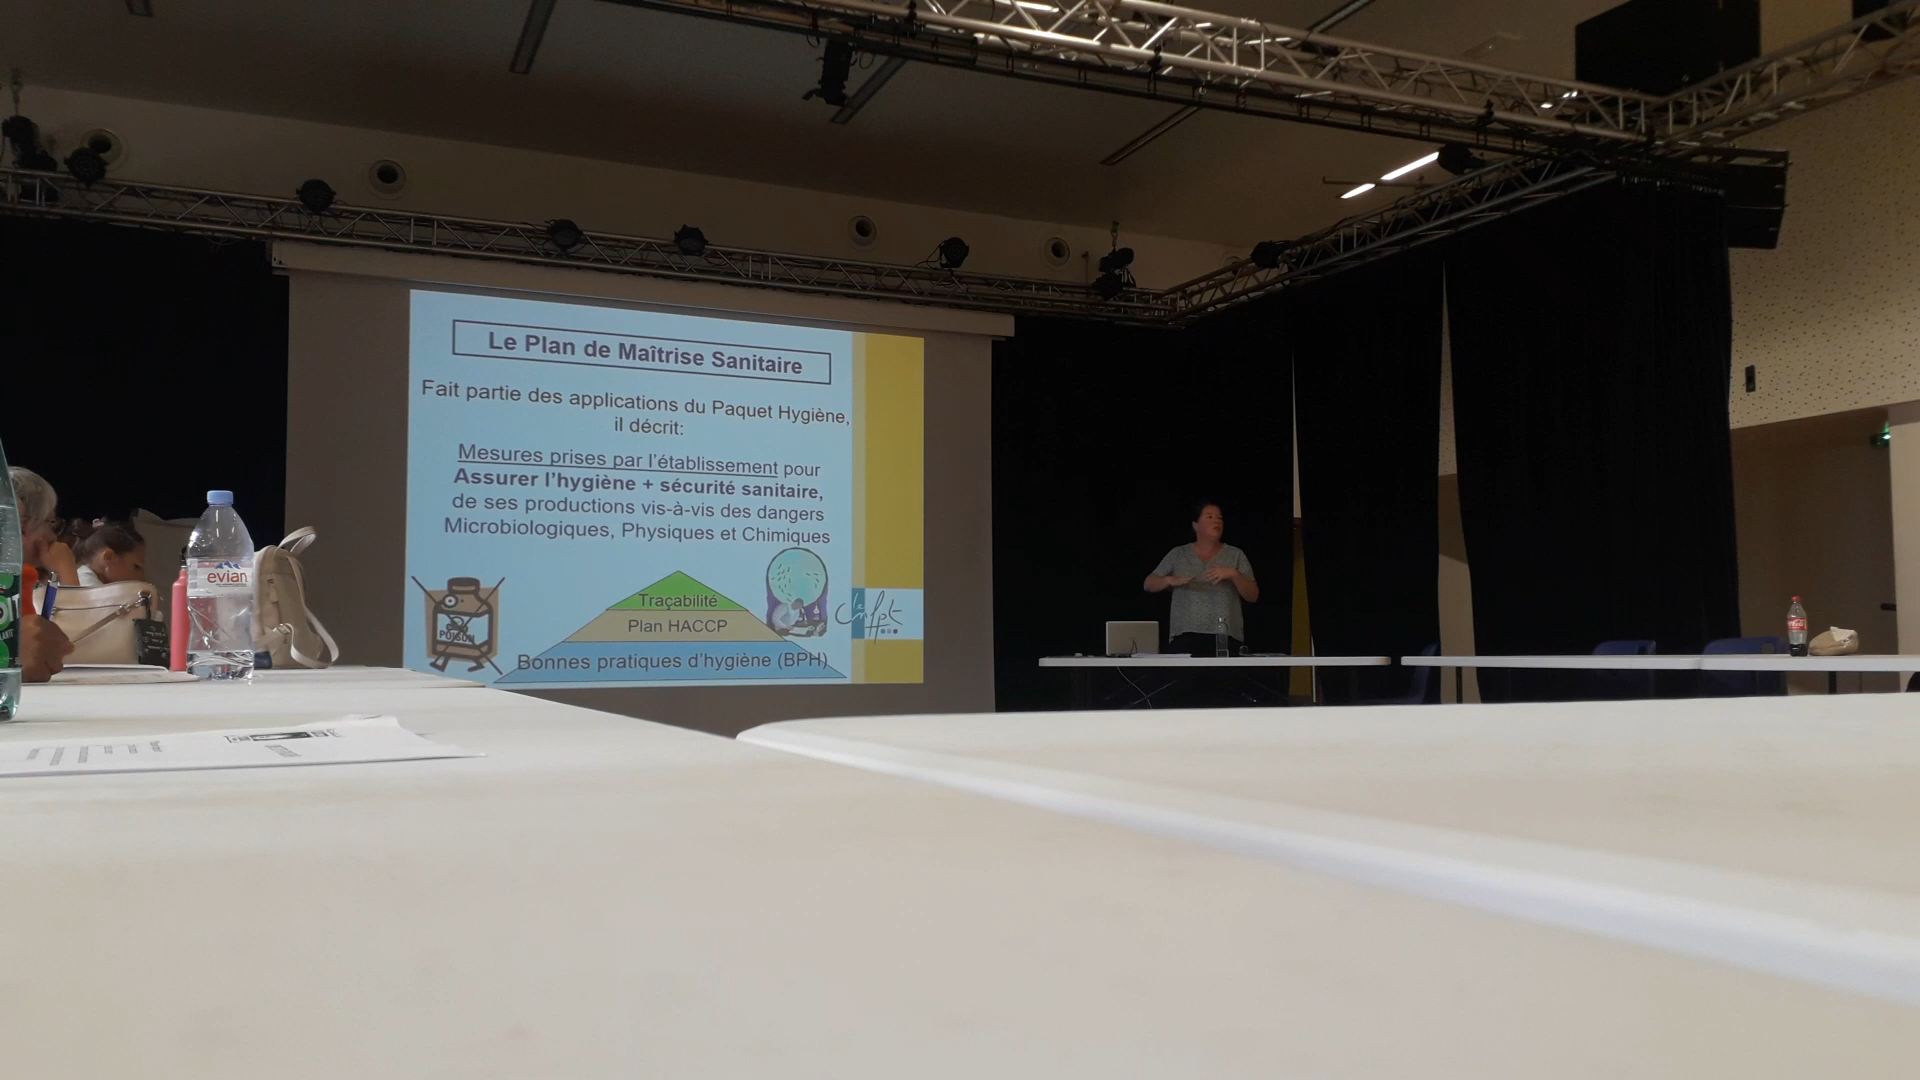 Le Plan de Maîtrise Sanitaire
Fait partie des applications du Paquet Hygiène,
il décrit:
Mesures prises par l'établissement pour
Assurer l'hygiène + sécurité sanitaire,
de ses productions vis-à-vis des dangers
Microbiologiques, Physiques et Chimiques
POISON
Traçabilité
Plan HACCP
Bonnes pratiques d'hygiène (BPH)
le cnfpt
evian